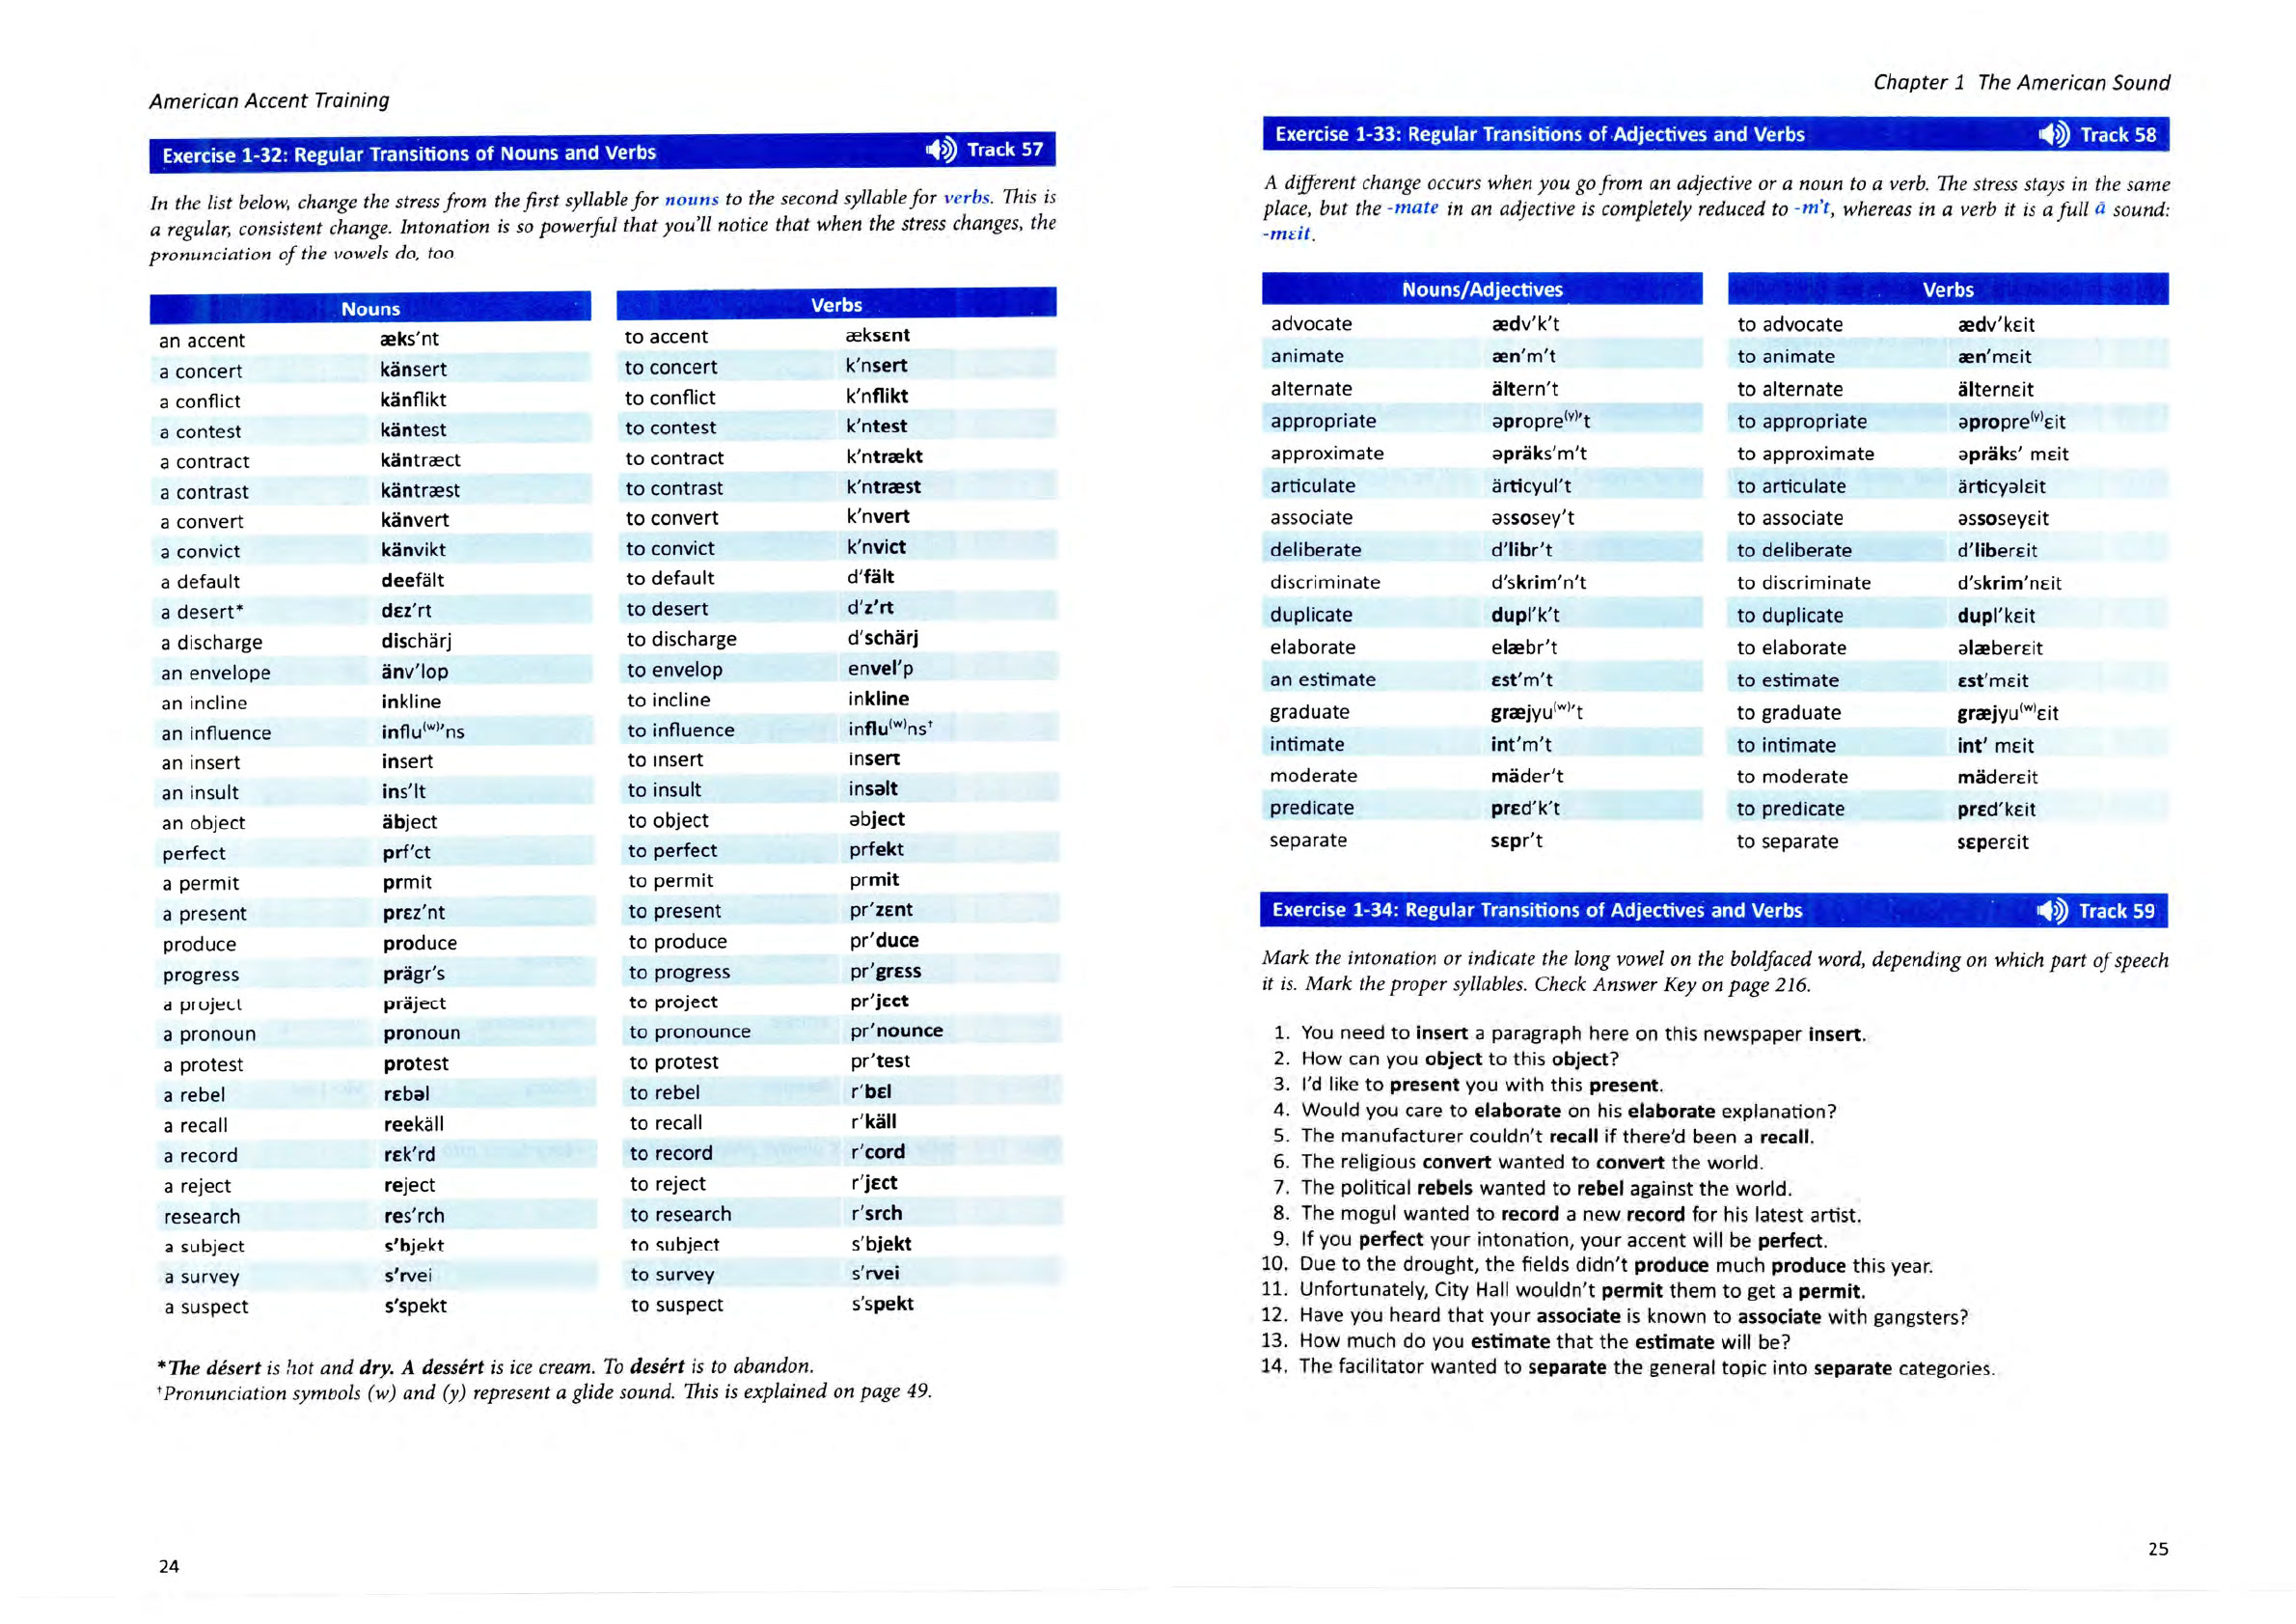 American Accent Training
Exercise 1-32: Regular Transitions of Nouns and Verbs Track 57
In the list below, change the stress from the first syllable for nouns to the second syllable for verbs. This is
a regular, consistent change. Intonation is so powerful that you'll notice that when the stress changes, the
pronunciation of the vowels do, too
Nouns Verbs
an accent æks'nt to accent æksɛnt
a concert känsert to concert k'nsert
a conflict känflikt to conflict k'nflikt
a contest käntest to contest k'ntest
a contract käntræct to contract k'ntrækt
a contrast käntræst to contrast k'ntræst
a convert känvert to convert k'nvert
a convict känvikt to convict k'nvict
a default deefält to default d'fält
a desert* dɛz'rt to desert d'z'rt
a discharge dischärj to discharge d'schärj
an envelope änv'lop to envelop envel'p
an incline inkline to incline inkline
an influence influ⁽ʷ⁾'ns to influence influ⁽ʷ⁾ns†
an insert insert to insert insert
an insult ins'lt to insult insəlt
an object äbject to object əbject
perfect prf'ct to perfect prfekt
a permit prmit to permit prmit
a present prɛz'nt to present pr'zɛnt
produce produce to produce pr'duce
progress prägr's to progress pr'grɛss
a project präject to project pr'jɛct
a pronoun pronoun to pronounce pr'nounce
a protest protest to protest pr'test
a rebel rɛbəl to rebel r'bɛl
a recall reekäll to recall r'käll
a record rɛk'rd to record r'cord
a reject reject to reject r'jɛct
research res'rch to research r'srch
a subject s'bjekt to subject s'bjekt
a survey s'rvei to survey s'rvei
a suspect s'spekt to suspect s'spekt
*The désert is hot and dry. A dessért is ice cream. To desért is to abandon.
†Pronunciation symbols (w) and (y) represent a glide sound. This is explained on page 49.
24
Chapter 1 The American Sound
Exercise 1-33: Regular Transitions of Adjectives and Verbs Track 58
A different change occurs when you go from an adjective or a noun to a verb. The stress stays in the same
place, but the -mate in an adjective is completely reduced to -m't, whereas in a verb it is a full ā sound:
-mɛit.
Nouns/Adjectives Verbs
advocate ædv'k't to advocate ædv'kɛit
animate æn'm't to animate æn'mɛit
alternate ältern't to alternate älternɛit
appropriate əpropre⁽ʸ⁾'t to appropriate əpropre⁽ʸ⁾ɛit
approximate əpräks'm't to approximate əpräks' mɛit
articulate ärticyul't to articulate ärticyəlɛit
associate əssosey't to associate əssoseyɛit
deliberate d'libr't to deliberate d'liberɛit
discriminate d'skrim'n't to discriminate d'skrim'nɛit
duplicate dupl'k't to duplicate dupl'kɛit
elaborate elæbr't to elaborate əlæberɛit
an estimate ɛst'm't to estimate ɛst'mɛit
graduate græjyu⁽ʷ⁾'t to graduate græjyu⁽ʷ⁾ɛit
intimate int'm't to intimate int' mɛit
moderate mäder't to moderate mäderɛit
predicate prɛd'k't to predicate prɛd'kɛit
separate sɛpr't to separate sɛperɛit
Exercise 1-34: Regular Transitions of Adjectives and Verbs Track 59
Mark the intonation or indicate the long vowel on the boldfaced word, depending on which part of speech
it is. Mark the proper syllables. Check Answer Key on page 216.
1. You need to insert a paragraph here on this newspaper insert.
2. How can you object to this object?
3. I'd like to present you with this present.
4. Would you care to elaborate on his elaborate explanation?
5. The manufacturer couldn't recall if there'd been a recall.
6. The religious convert wanted to convert the world.
7. The political rebels wanted to rebel against the world.
8. The mogul wanted to record a new record for his latest artist.
9. If you perfect your intonation, your accent will be perfect.
10. Due to the drought, the fields didn't produce much produce this year.
11. Unfortunately, City Hall wouldn't permit them to get a permit.
12. Have you heard that your associate is known to associate with gangsters?
13. How much do you estimate that the estimate will be?
14. The facilitator wanted to separate the general topic into separate categories.
25